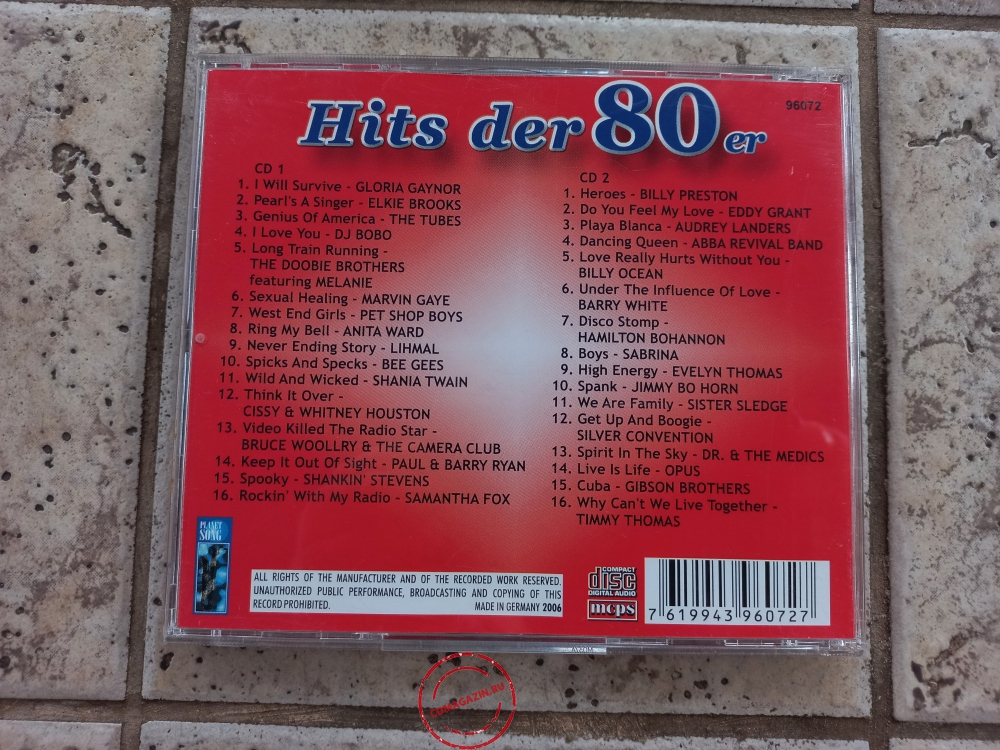 Hits der 80er
96072
CD 1
1. I Will Survive - GLORIA GAYNOR
2. Pearl's A Singer - ELKIE BROOKS
3. Genius Of America - THE TUBES
4. I Love You - DJ BOBO
5. Long Train Running -
THE DOOBIE BROTHERS
featuring MELANIE
6. Sexual Healing - MARVIN GAYE
7. West End Girls - PET SHOP BOYS
8. Ring My Bell - ANITA WARD
9. Never Ending Story - LIHMAL
10. Spicks And Specks - BEE GEES
11. Wild And Wicked - SHANIA TWAIN
12. Think It Over -
CISSY & WHITNEY HOUSTON
13. Video Killed The Radio Star -
BRUCE WOOLLRY & THE CAMERA CLUB
14. Keep It Out Of Sight - PAUL & BARRY RYAN
15. Spooky - SHANKIN' STEVENS
16. Rockin' With My Radio - SAMANTHA FOX
CD 2
1. Heroes - BILLY PRESTON
2. Do You Feel My Love - EDDY GRANT
3. Playa Blanca - AUDREY LANDERS
4. Dancing Queen - ABBA REVIVAL BAND
5. Love Really Hurts Without You -
BILLY OCEAN
6. Under The Influence Of Love -
BARRY WHITE
7. Disco Stomp -
HAMILTON BOHANNON
8. Boys - SABRINA
9. High Energy - EVELYN THOMAS
10. Spank - JIMMY BO HORN
11. We Are Family - SISTER SLEDGE
12. Get Up And Boogie -
SILVER CONVENTION
13. Spirit In The Sky - DR. & THE MEDICS
14. Live Is Life - OPUS
15. Cuba - GIBSON BROTHERS
16. Why Can't We Live Together -
TIMMY THOMAS
PLANET
SONG
ALL RIGHTS OF THE MANUFACTURER AND OF THE RECORDED WORK RESERVED.
UNAUTHORIZED PUBLIC PERFORMANCE, BROADCASTING AND COPYING OF THIS
RECORD PROHIBITED. MADE IN GERMANY 2006
COMPACT
disc
DIGITAL AUDIO
mcps
7 619943 960727